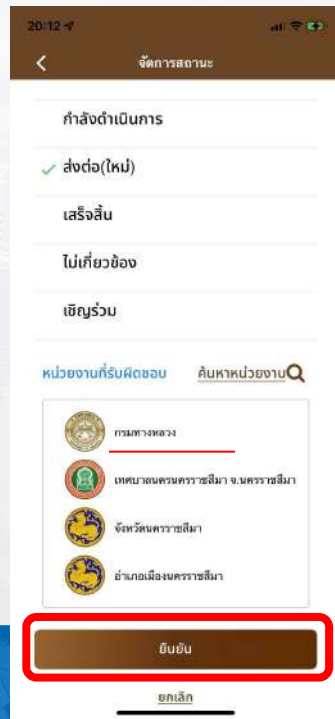 20:12
จัดการสถานะ
กำลังดำเนินการ
ส่งต่อ(ใหม่)
เสร็จสิ้น
ไม่เกี่ยวข้อง
เชิญร่วม
หน่วยงานที่รับผิดชอบ ค้นหาหน่วยงาน
กรมทางหลวง
เทศบาลนครนครราชสีมา จ.นครราชสีมา
จังหวัดนครราชสีมา
อำเภอเมืองนครราชสีมา
ยืนยัน
ยกเลิก